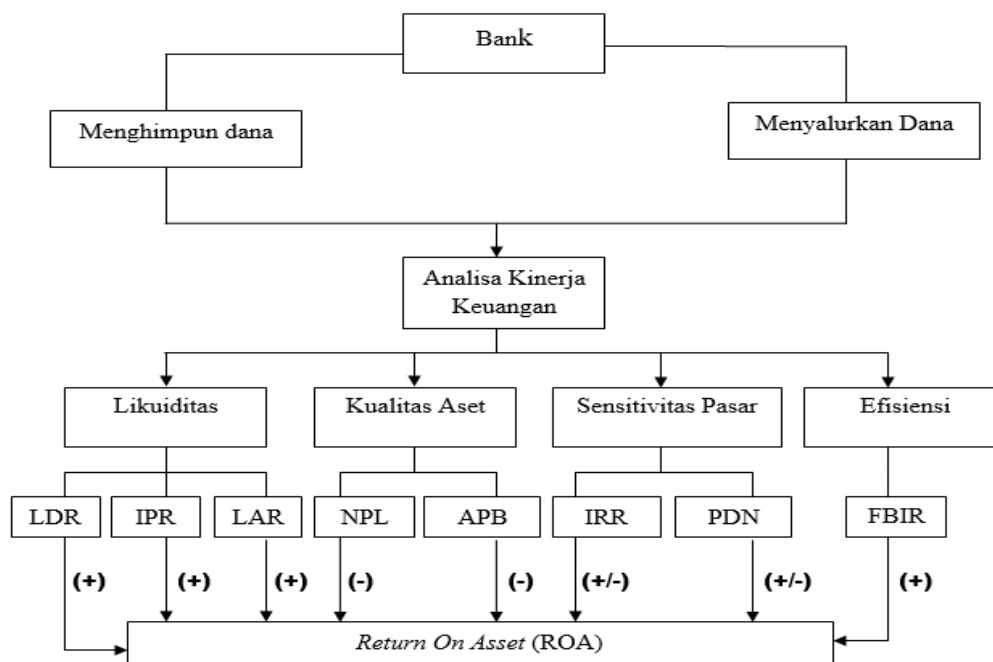 Bank
Menghimpun dana
Menyalurkan Dana
Analisa Kinerja
Keuangan
Likuiditas
Kualitas Aset
Sensitivitas Pasar
Efisiensi
LDR
IPR
LAR
NPL
APB
IRR
PDN
FBIR
(+)
(+)
(+)
(-)
(-)
(+/-)
(+/-)
(+)
Return On Asset (ROA)